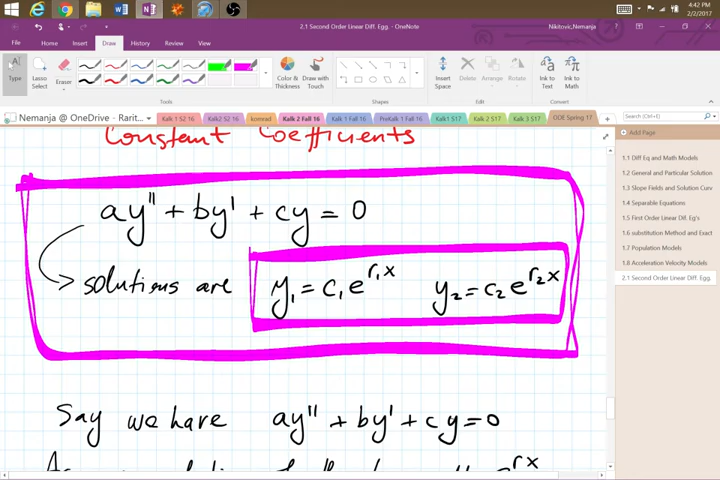 4:42 PM
2/2/2017
2.1 Second Order Linear Diff. Eqg. - OneNote
Nikitovic, Nemanja
File Home Insert Draw History Review View
Type
Lasso Select
Eraser
Color & Thickness
Draw with Touch
Insert Space
Delete
Arrange
Rotate
Ink to Text
Ink to Math
Tools
Shapes
Edit
Convert
Nemanja @ OneDrive - Rarit...
Kalk 1 S2 16
Kalk2 S2 16
komrad
Kalk 2 Fall 16
Kalk 1 Fall 16
PreKalk 1 Fall 16
Kalk1 S17
Kalk 2 S17
Kalk 3 S17
ODE Spring 17
Search (Ctrl+E)
Add Page
1.1 Diff Eq and Math Models
1.2 General and Particular Solution
1.3 Slope Fields and Solution Curv
1.4 Separable Equations
1.5 First Order Linear Diff, Eq's
1.6 substitution Method and Exact
1.7 Population Models
1.8 Acceleration Velocity Models
2.1 Second Order Linear Diff. Eqg.
Constant Coefficients
ay" + by' + cy = 0
solutions are y₁ = c₁e^r₁x y₂ = c₂e^r₂x
Say we have ay" + by' + cy = 0
rx